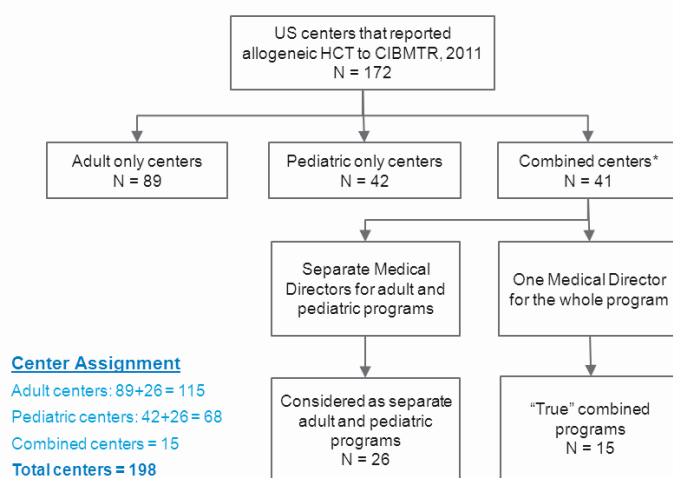 US centers that reported
allogeneic HCT to CIBMTR, 2011
N = 172
Adult only centers
N = 89
Pediatric only centers
N = 42
Combined centers*
N = 41
Separate Medical
Directors for adult and
pediatric programs
One Medical Director
for the whole program
Considered as separate
adult and pediatric
programs
N = 26
“True” combined
programs
N = 15
Center Assignment
Adult centers: 89+26 = 115
Pediatric centers: 42+26 = 68
Combined centers = 15
Total centers = 198